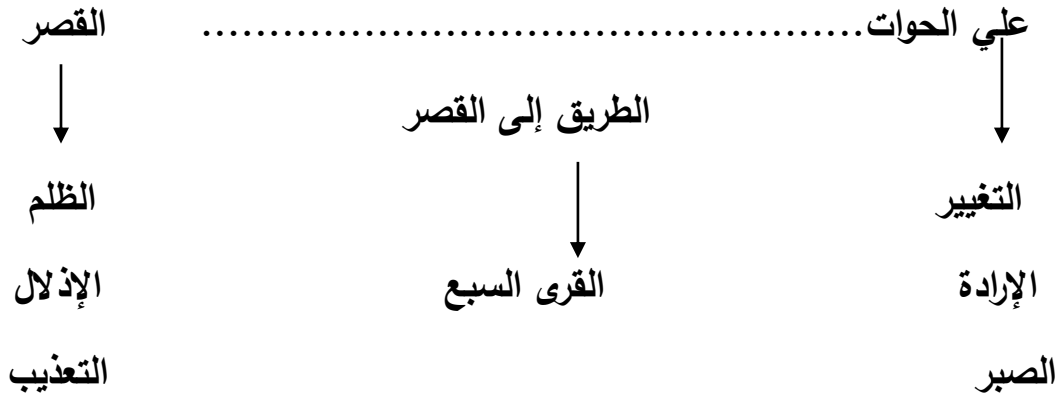 علي الحوات................................................. القصر
الطريق إلى القصر
التغيير الظلم
الإرادة القرى السبع الإذلال
الصبر التعذيب